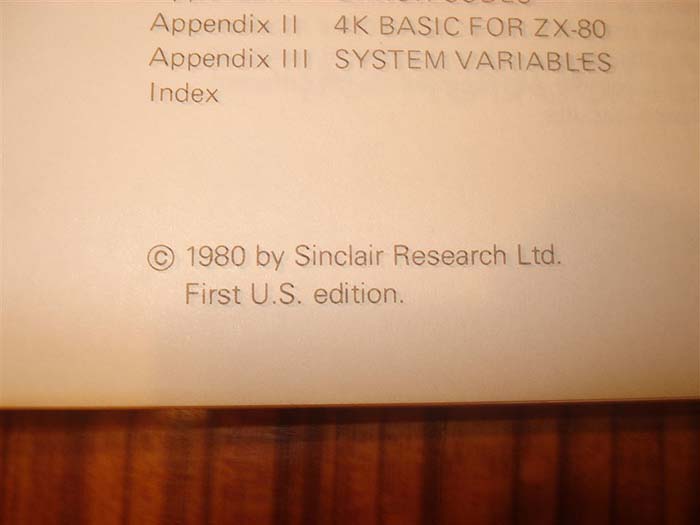 Appendix II 4K BASIC FOR ZX-80
Appendix III SYSTEM VARIABLES
Index
© 1980 by Sinclair Research Ltd.
First U.S. edition.